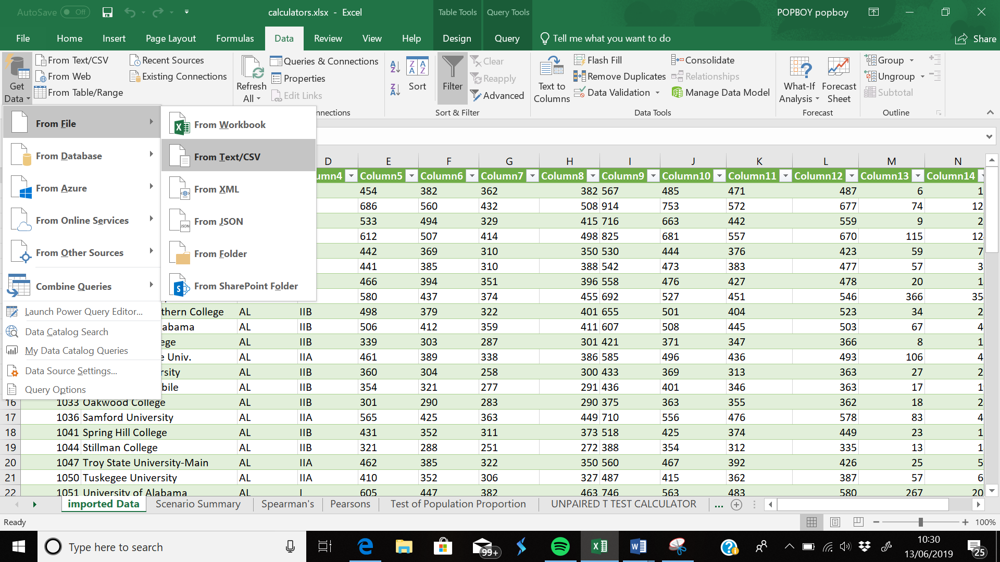 AutoSave Off calculators.xlsx - Excel Table Tools Query Tools POPBOY popboy
File Home Insert Page Layout Formulas Data Review View Help Design Query Tell me what you want to do Share
Get Data
From Text/CSV
From Web
From Table/Range
Recent Sources
Existing Connections
Refresh All
Queries & Connections
Properties
Edit Links
nnections
Sort
Filter
Clear
Reapply
Advanced
Sort & Filter
Text to Columns
Flash Fill
Remove Duplicates
Data Validation
Consolidate
Relationships
Manage Data Model
Data Tools
What-If Analysis
Forecast Sheet
Forecast
Group
Ungroup
Subtotal
Outline
From File
From Database
From Azure
From Online Services
From Other Sources
Combine Queries
Launch Power Query Editor...
Data Catalog Search
My Data Catalog Queries
Data Source Settings...
Query Options
From Workbook
From Text/CSV
From XML
From JSON
From Folder
From SharePoint Folder
D E F G H I J K L M N
umn4 Column5 Column6 Column7 Column8 Column9 Column10 Column11 Column12 Column13 Column14
454 382 362 382 567 485 471 487 6 1
686 560 432 508 914 753 572 677 74 12
533 494 329 415 716 663 442 559 9 2
612 507 414 498 825 681 557 670 115 12
442 369 310 350 530 444 376 423 59 7
441 385 310 388 542 473 383 477 57 3
466 394 351 396 558 476 427 478 20 1
580 437 374 455 692 527 451 546 366 35
thern College AL IIB 498 379 322 401 655 501 404 523 34 2
abama AL IIB 506 412 359 411 607 508 445 503 67 4
ege AL IIB 339 303 287 301 421 371 347 366 8 1
e Univ. AL IIA 461 389 338 386 585 496 436 493 106 4
rsity AL IIB 360 304 258 300 433 369 313 363 27 2
bile AL IIB 354 321 277 291 436 401 346 363 17 1
16 1033 Oakwood College AL IIB 301 290 283 290 375 363 355 362 18 2
17 1036 Samford University AL IIA 565 425 363 449 710 556 476 578 83 4
18 1041 Spring Hill College AL IIB 431 352 311 373 518 425 374 449 23 1
19 1044 Stillman College AL IIB 321 288 251 272 388 354 312 335 13 1
20 1047 Troy State University-Main AL IIA 462 385 322 350 560 467 392 426 25 5
21 1050 Tuskegee University AL IIA 410 352 306 327 487 415 362 387 57 6
22 1051 University of Alabama AL I 605 447 382 463 746 563 483 580 267 20
imported Data Scenario Summary Spearman's Pearsons Test of Population Proportion UNPAIRED T TEST CALCULATOR ...
Ready 100%
Type here to search 99+ 10:30
13/06/2019 25